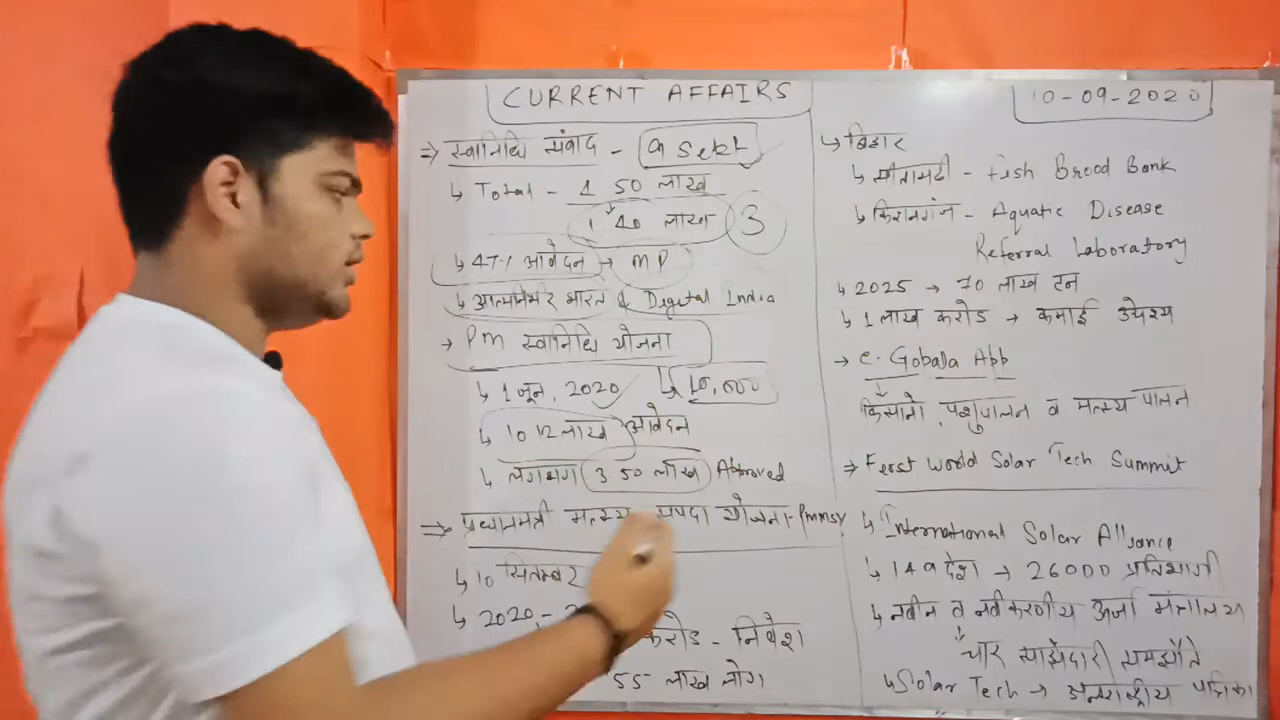 CURRENT AFFAIRS
⇒ स्वानिधि संवाद - 9 Sept
↳ Total - 1 50 लाख
1 40 लाख 3
↳ 47% आवेदन → MP
↳ आत्मनिर्भर भारत & Digital India
→ PM स्वानिधि योजना
↳ 1 जून, 2020 ↳ 10,000
↳ 10 12 लाख आवेदन
↳ लगभग 3 50 लाख Approved
⇒ प्रधानमंत्री मत्स्य सपदा योजना - PMMSY
↳ 10 सितम्बर
↳ 2020 -
करोड - निवेश
55 लाख लोग
10-09-2020
↳ बिहार
↳ सीतामढी - Fish Brood Bank
↳ किशनगंज - Aquatic Disease
Referral Laboratory
↳ 2025 → 70 लाख टन
↳ 1 लाख करोड → कमाई उदेश्य
→ e-Gobala App
किसानो, पशुपालन व मत्स्य पालन
⇒ First World Solar Tech Summit
↳ International Solar Alliance
↳ 149 देश → 26000 प्रतिभागी
↳ नवीन व नवीकरणीय ऊर्जा मंत्रालय
चार साझेदारी समझौते
↳ Solar Tech → अन्तराष्ट्रीय पत्रिका